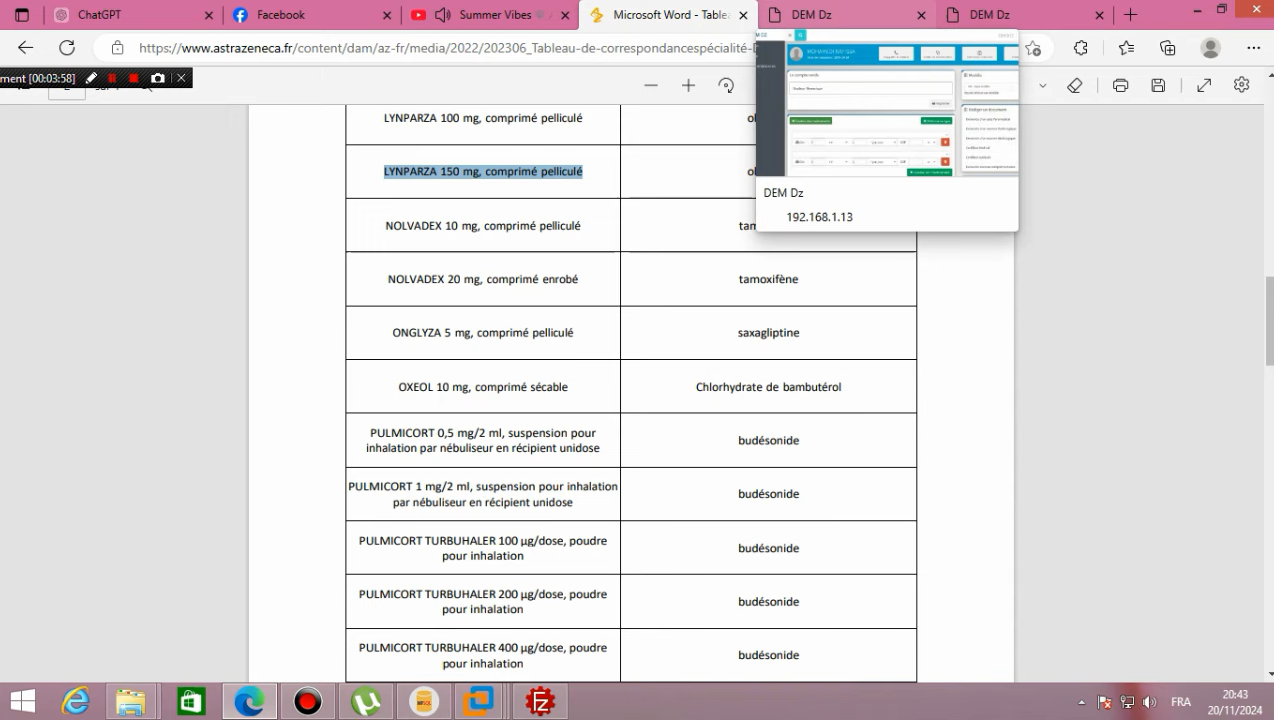 ChatGPT
Facebook
Summer Vibes
Microsoft Word - Table
DEM Dz
DEM Dz
https://www.astrazeneca.fr/content/dam/az-fr/media/2022/202306_Tableau-de-correspondancespécialité-D
ment [00:03:38]
LYNPARZA 100 mg, comprimé pelliculé
ol
LYNPARZA 150 mg, comprimé pelliculé
ol
DEM Dz
192.168.1.13
NOLVADEX 10 mg, comprimé pelliculé
tam
NOLVADEX 20 mg, comprimé enrobé
tamoxifène
ONGLYZA 5 mg, comprimé pelliculé
saxagliptine
OXEOL 10 mg, comprimé sécable
Chlorhydrate de bambutérol
PULMICORT 0,5 mg/2 ml, suspension pour
inhalation par nébuliseur en récipient unidose
budésonide
PULMICORT 1 mg/2 ml, suspension pour inhalation
par nébuliseur en récipient unidose
budésonide
PULMICORT TURBUHALER 100 µg/dose, poudre
pour inhalation
budésonide
PULMICORT TURBUHALER 200 µg/dose, poudre
pour inhalation
budésonide
PULMICORT TURBUHALER 400 µg/dose, poudre
pour inhalation
budésonide
FR
20:43
20/11/2024